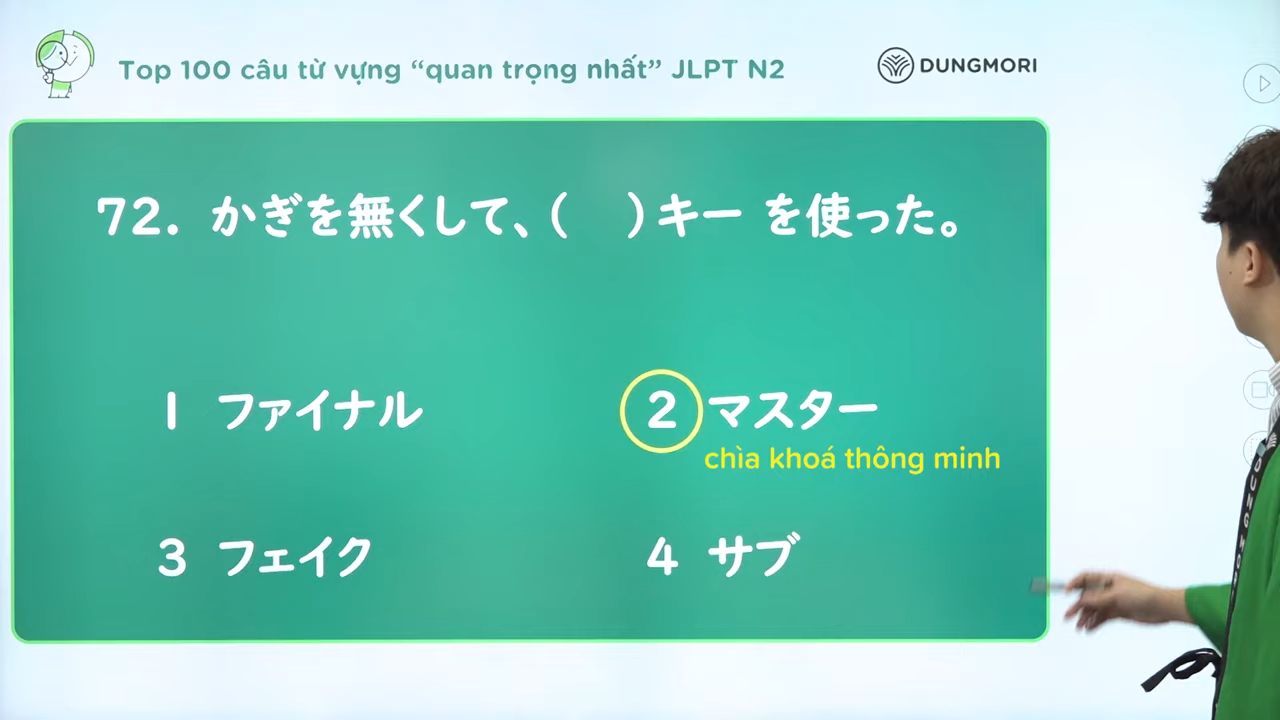 Top 100 câu từ vựng “quan trọng nhất” JLPT N2
DUNGMORI
72. かぎを無くして、( )キー を使った。
1 ファイナル
2 マスター
chìa khoá thông minh
3 フェイク
4 サブ